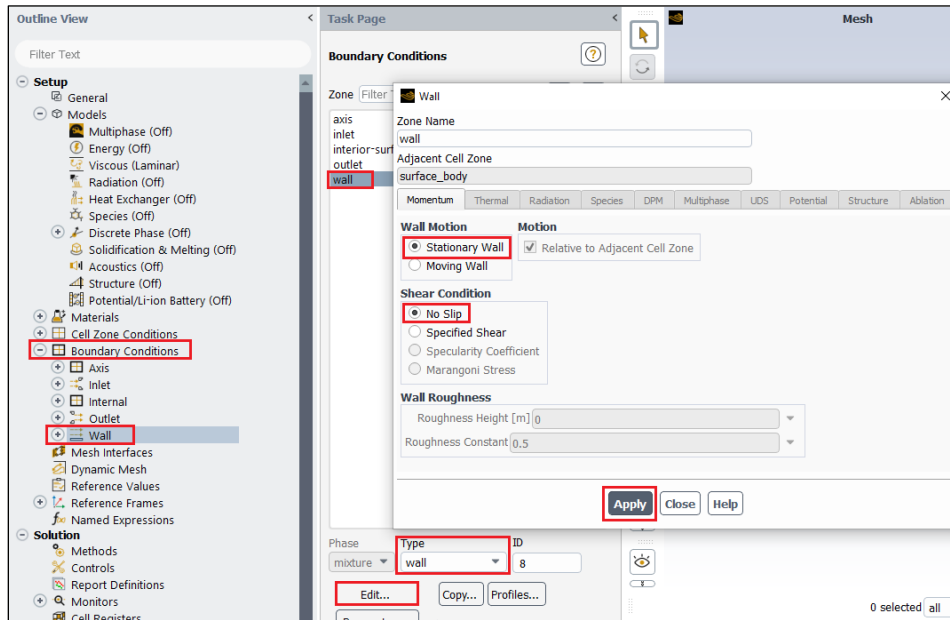 Outline View
Filter Text
Setup
General
Models
Multiphase (Off)
Energy (Off)
Viscous (Laminar)
Radiation (Off)
Heat Exchanger (Off)
Species (Off)
Discrete Phase (Off)
Solidification & Melting (Off)
Acoustics (Off)
Structure (Off)
Potential/Li-ion Battery (Off)
Materials
Cell Zone Conditions
Boundary Conditions
Axis
Inlet
Internal
Outlet
Wall
Mesh Interfaces
Dynamic Mesh
Reference Values
Reference Frames
Named Expressions
Solution
Methods
Controls
Report Definitions
Monitors
Cell Registers
Task Page
Boundary Conditions
Zone Filter
axis
inlet
interior-surf
outlet
wall
Phase Type ID
mixture wall 8
Edit... Copy... Profiles...
Mesh
Wall
Zone Name
wall
Adjacent Cell Zone
surface_body
Momentum Thermal Radiation Species DPM Multiphase UDS Potential Structure Ablation
Wall Motion Motion
Stationary Wall Relative to Adjacent Cell Zone
Moving Wall
Shear Condition
No Slip
Specified Shear
Specularity Coefficient
Marangoni Stress
Wall Roughness
Roughness Height [m] 0
Roughness Constant 0.5
Apply Close Help
0 selected all